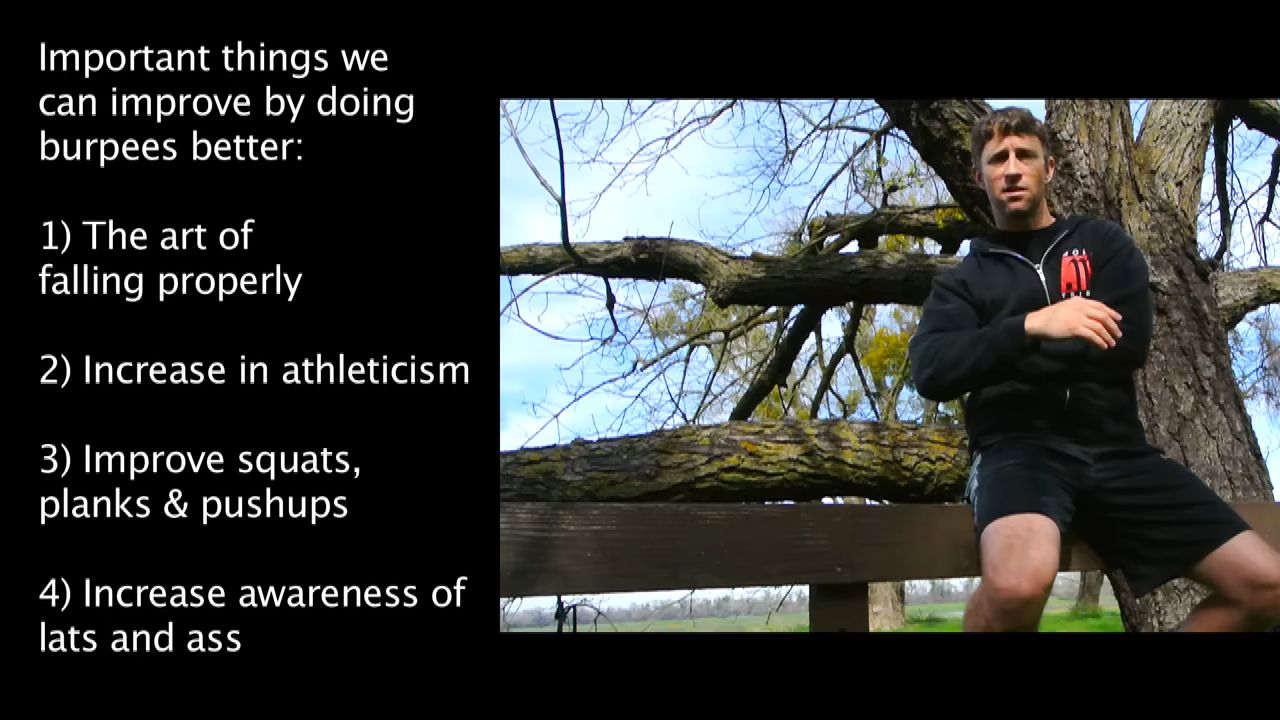 Important things we
can improve by doing
burpees better:
1) The art of
falling properly
2) Increase in athleticism
3) Improve squats,
planks & pushups
4) Increase awareness of
lats and ass